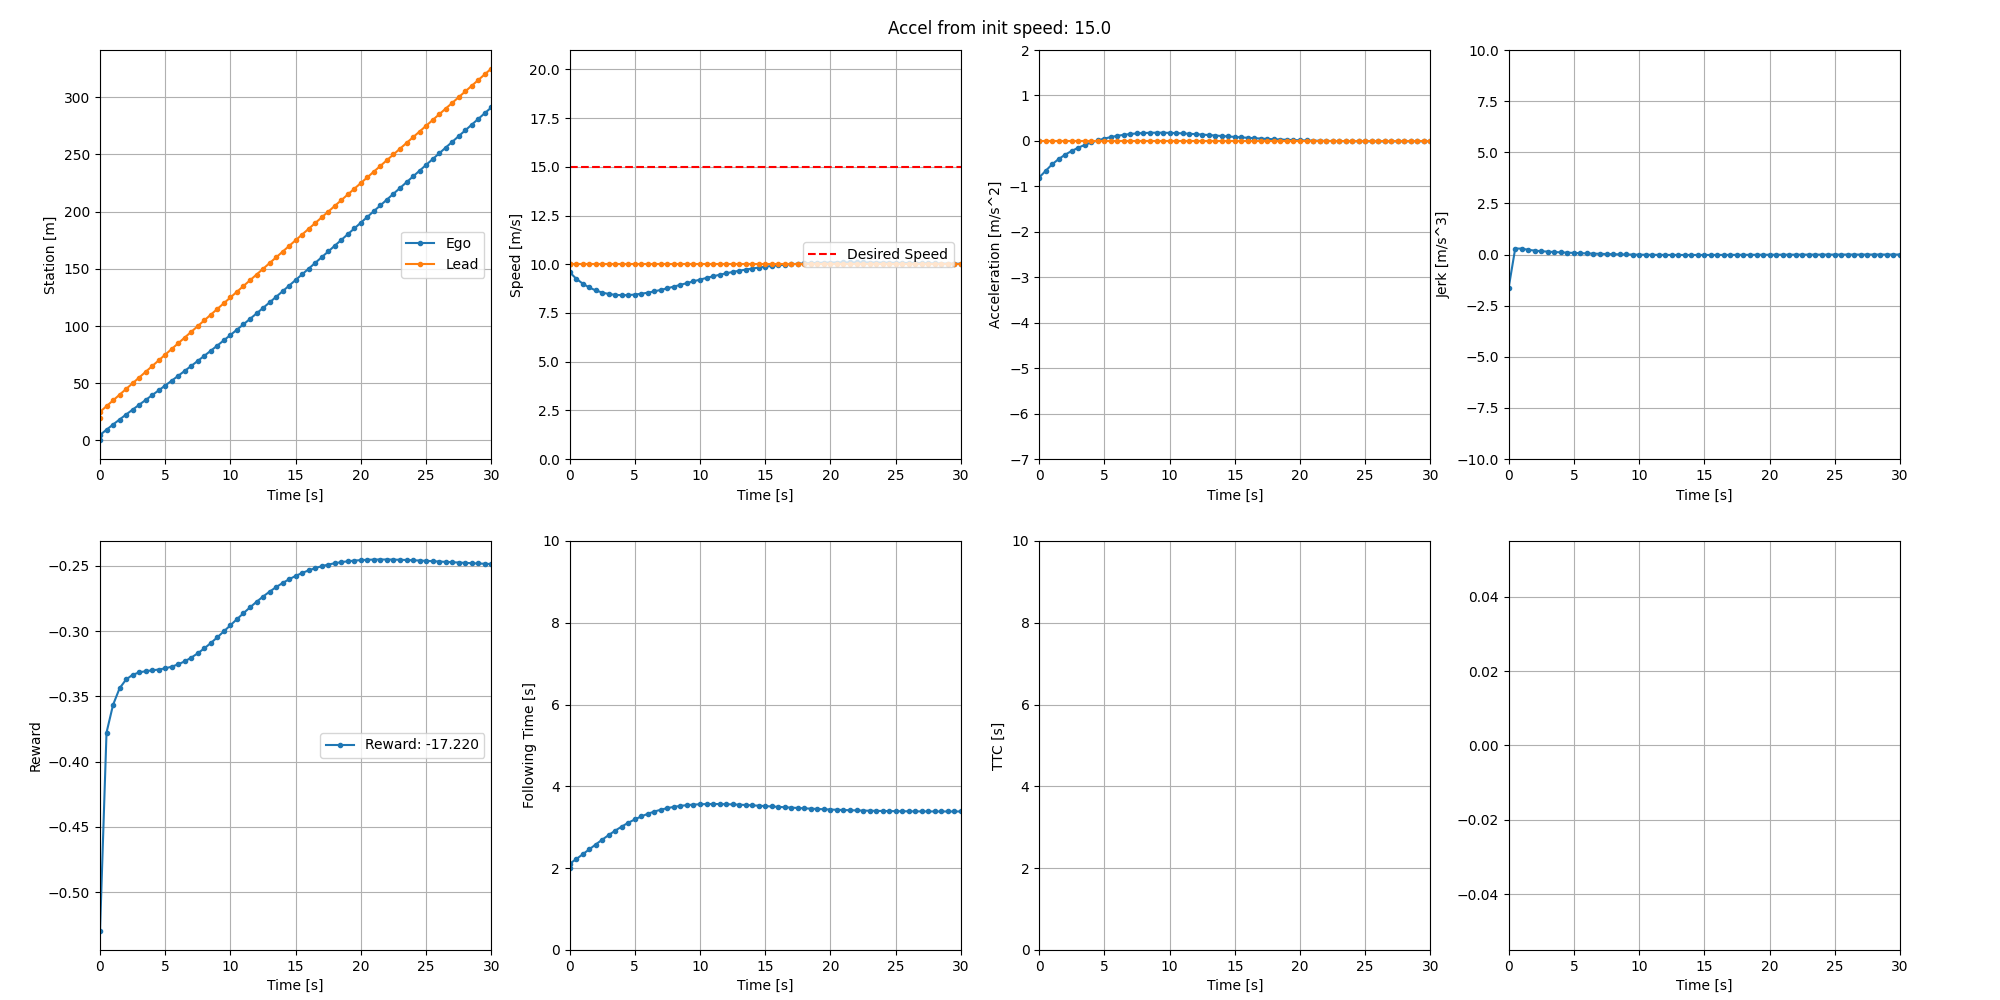 Accel from init speed: 15.0
Station [m]
300
250
200
150
100
50
0
Ego
Lead
0 5 10 15 20 25 30
Time [s]
Speed [m/s]
20.0
17.5
15.0
12.5
10.0
7.5
5.0
2.5
0.0
Desired Speed
0 5 10 15 20 25 30
Time [s]
Acceleration [m/s^2]
2
1
0
−1
−2
−3
−4
−5
−6
−7
0 5 10 15 20 25 30
Time [s]
Jerk [m/s^3]
10.0
7.5
5.0
2.5
0.0
−2.5
−5.0
−7.5
−10.0
0 5 10 15 20 25 30
Time [s]
Reward
−0.25
−0.30
−0.35
−0.40
−0.45
−0.50
Reward: -17.220
0 5 10 15 20 25 30
Time [s]
Following Time [s]
10
8
6
4
2
0
0 5 10 15 20 25 30
Time [s]
TTC [s]
10
8
6
4
2
0
0 5 10 15 20 25 30
Time [s]
0.04
0.02
0.00
−0.02
−0.04
0 5 10 15 20 25 30
Time [s]